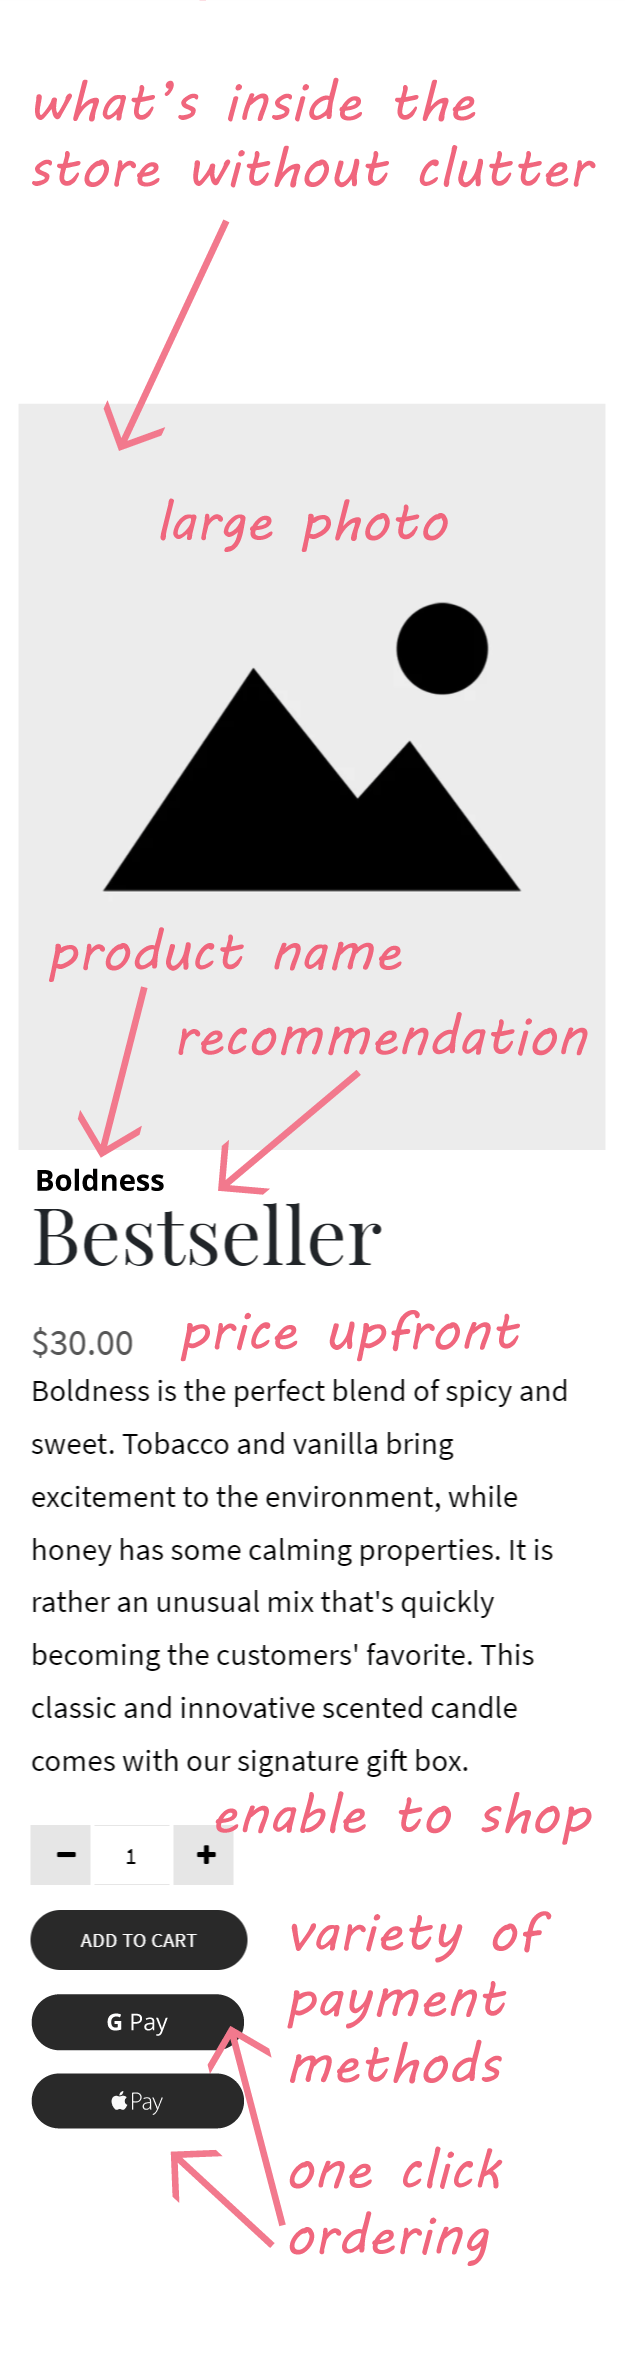 what's inside the
store without clutter
large photo
product name
recommendation
Boldness
Bestseller
$30.00
price upfront
Boldness is the perfect blend of spicy and
sweet. Tobacco and vanilla bring
excitement to the environment, while
honey has some calming properties. It is
rather an unusual mix that's quickly
becoming the customers' favorite. This
classic and innovative scented candle
comes with our signature gift box.
enable to shop
− 1 +
ADD TO CART
variety of
payment
methods
G Pay
Pay
one click
ordering